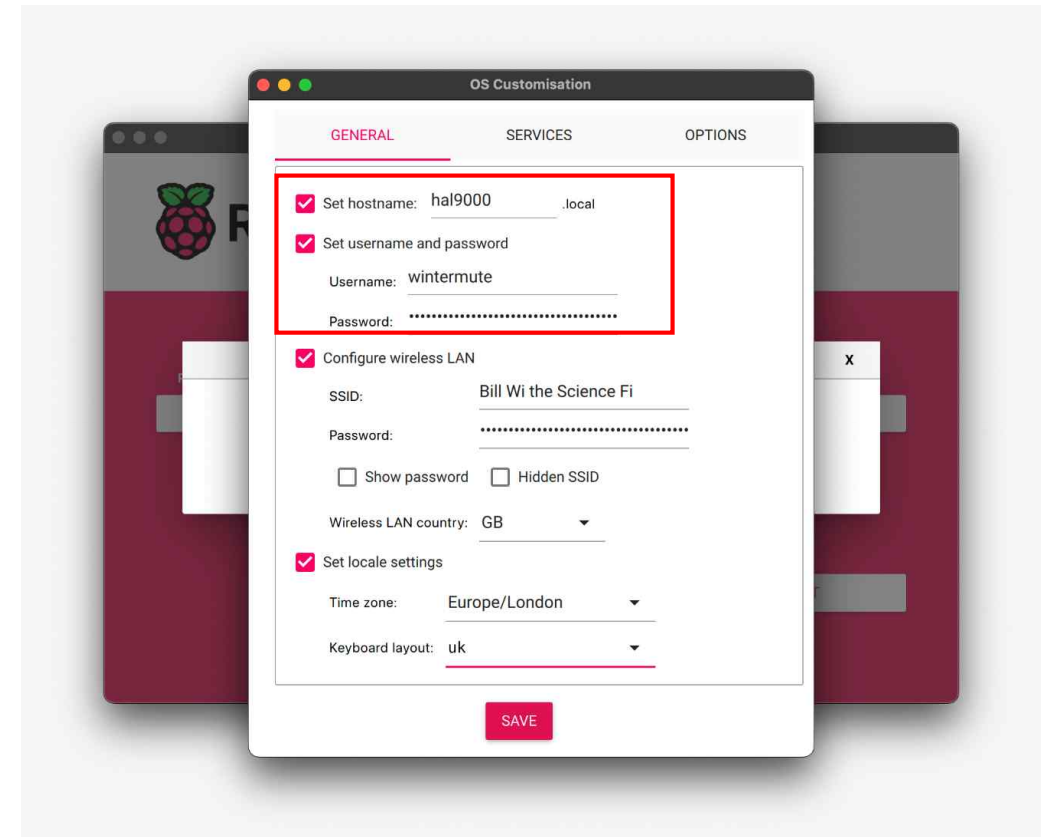 OS Customisation
GENERAL SERVICES OPTIONS
Set hostname: hal9000 .local
Set username and password
Username: wintermute
Password: •••••••••••••••••••••••••••••••••••••
Configure wireless LAN
X
SSID: Bill Wi the Science Fi
Password: •••••••••••••••••••••••••••••••••••••
Show password Hidden SSID
Wireless LAN country: GB
Set locale settings
Time zone: Europe/London
Keyboard layout: uk
SAVE